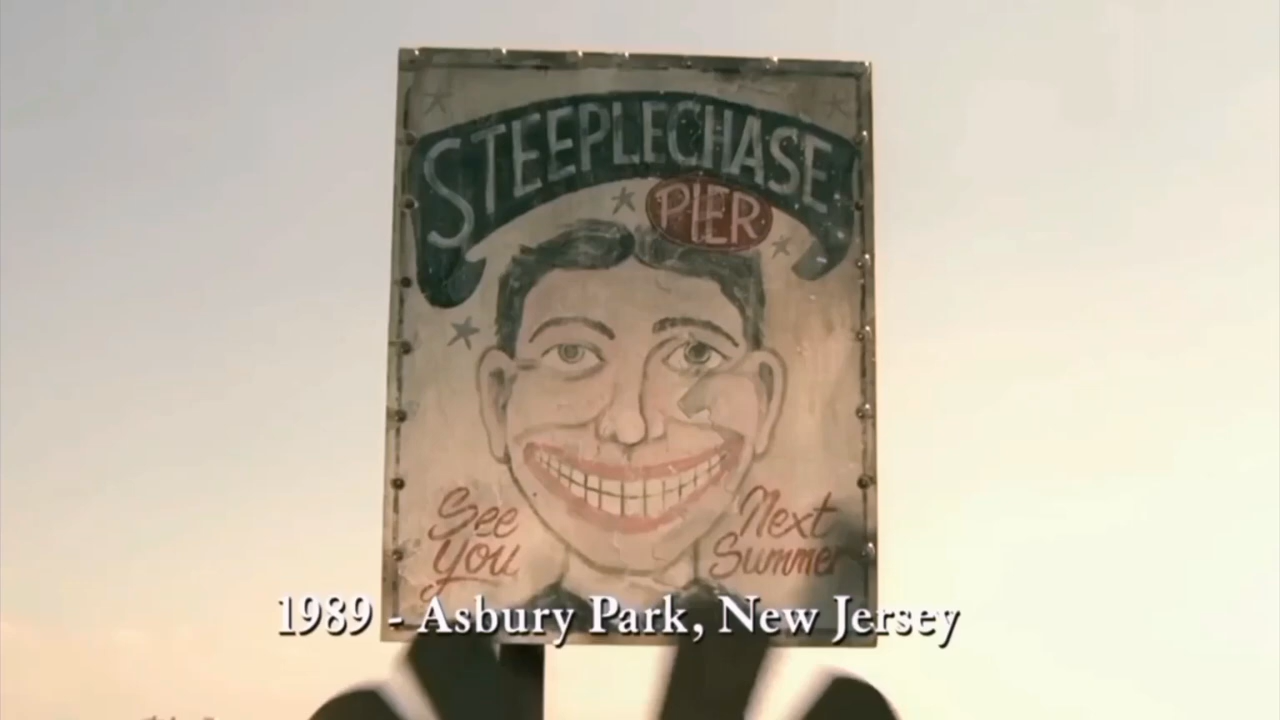 STEEPLECHASE
PIER
See
You
Next
Summer
1989 - Asbury Park, New Jersey